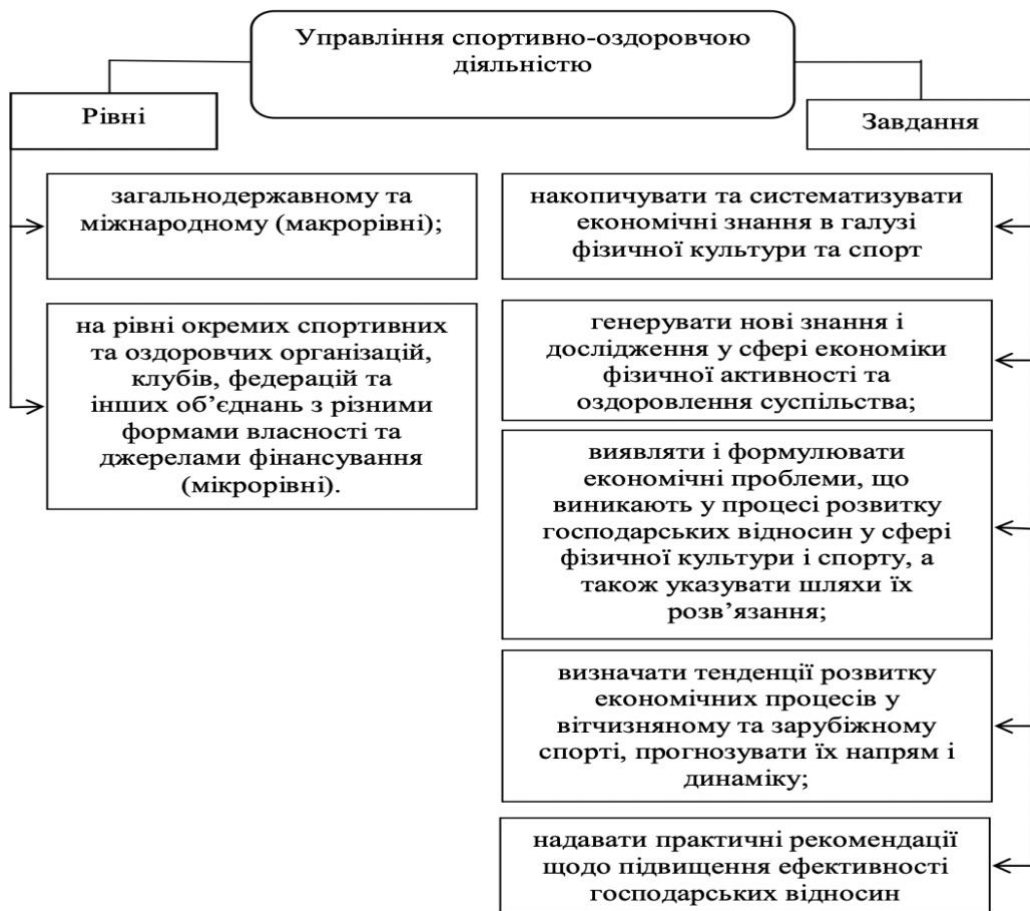 Управління спортивно-оздоровчою
діяльністю
Рівні
Завдання
загальнодержавному та
міжнародному (макрорівні);
на рівні окремих спортивних
та оздоровчих організацій,
клубів, федерацій та
інших об’єднань з різними
формами власності та
джерелами фінансування
(мікрорівні).
накопичувати та систематизувати
економічні знання в галузі
фізичної культури та спорт
генерувати нові знання і
дослідження у сфері економіки
фізичної активності та
оздоровлення суспільства;
виявляти і формулювати
економічні проблеми, що
виникають у процесі розвитку
господарських відносин у сфері
фізичної культури і спорту, а
також указувати шляхи їх
розв’язання;
визначати тенденції розвитку
економічних процесів у
вітчизняному та зарубіжному
спорті, прогнозувати їх напрям і
динаміку;
надавати практичні рекомендації
щодо підвищення ефективності
господарських відносин